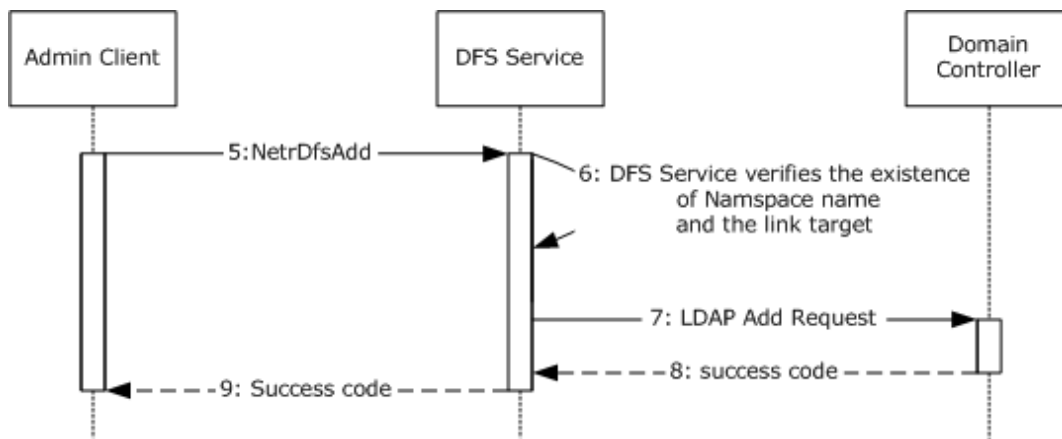 Admin Client
DFS Service
Domain
Controller
5:NetrDfsAdd
6: DFS Service verifies the existence
of Namspace name
and the link target
7: LDAP Add Request
8: success code
9: Success code